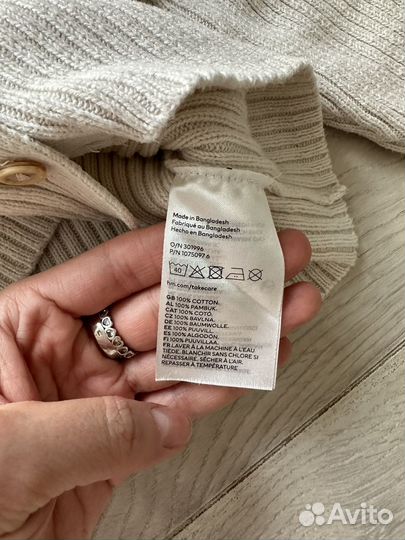 Made in Bangladesh
Fabriqué au Bangladesh
Hecho en Bangladesh
O/N 301996
P/N 1075097.6
40
hm.com/takecare
GB 100% COTTON.
AL 100% PAMBUK.
CAT 100% COTÓ.
CZ 100% BAVLNA.
DE 100% BAUMWOLLE.
EE 100% PUUVILL.
ES 100% ALGODÓN.
FI 100% PUUVILLAA.
FR LAVER À LA MACHINE À L'EAU
TIÈDE. BLANCHIR SANS CHLORE SI
NÉCESSAIRE. SÉCHER À L'AIR.
REPASSER À TEMPÉRATURE
Avito